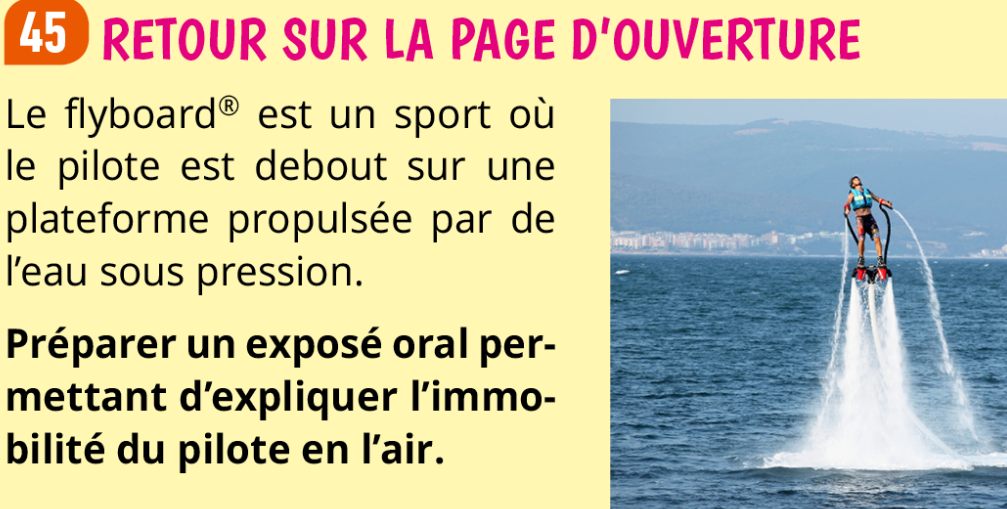 45 RETOUR SUR LA PAGE D'OUVERTURE
Le flyboard® est un sport où
le pilote est debout sur une
plateforme propulsée par de
l'eau sous pression.
Préparer un exposé oral per-
mettant d'expliquer l'immo-
bilité du pilote en l'air.